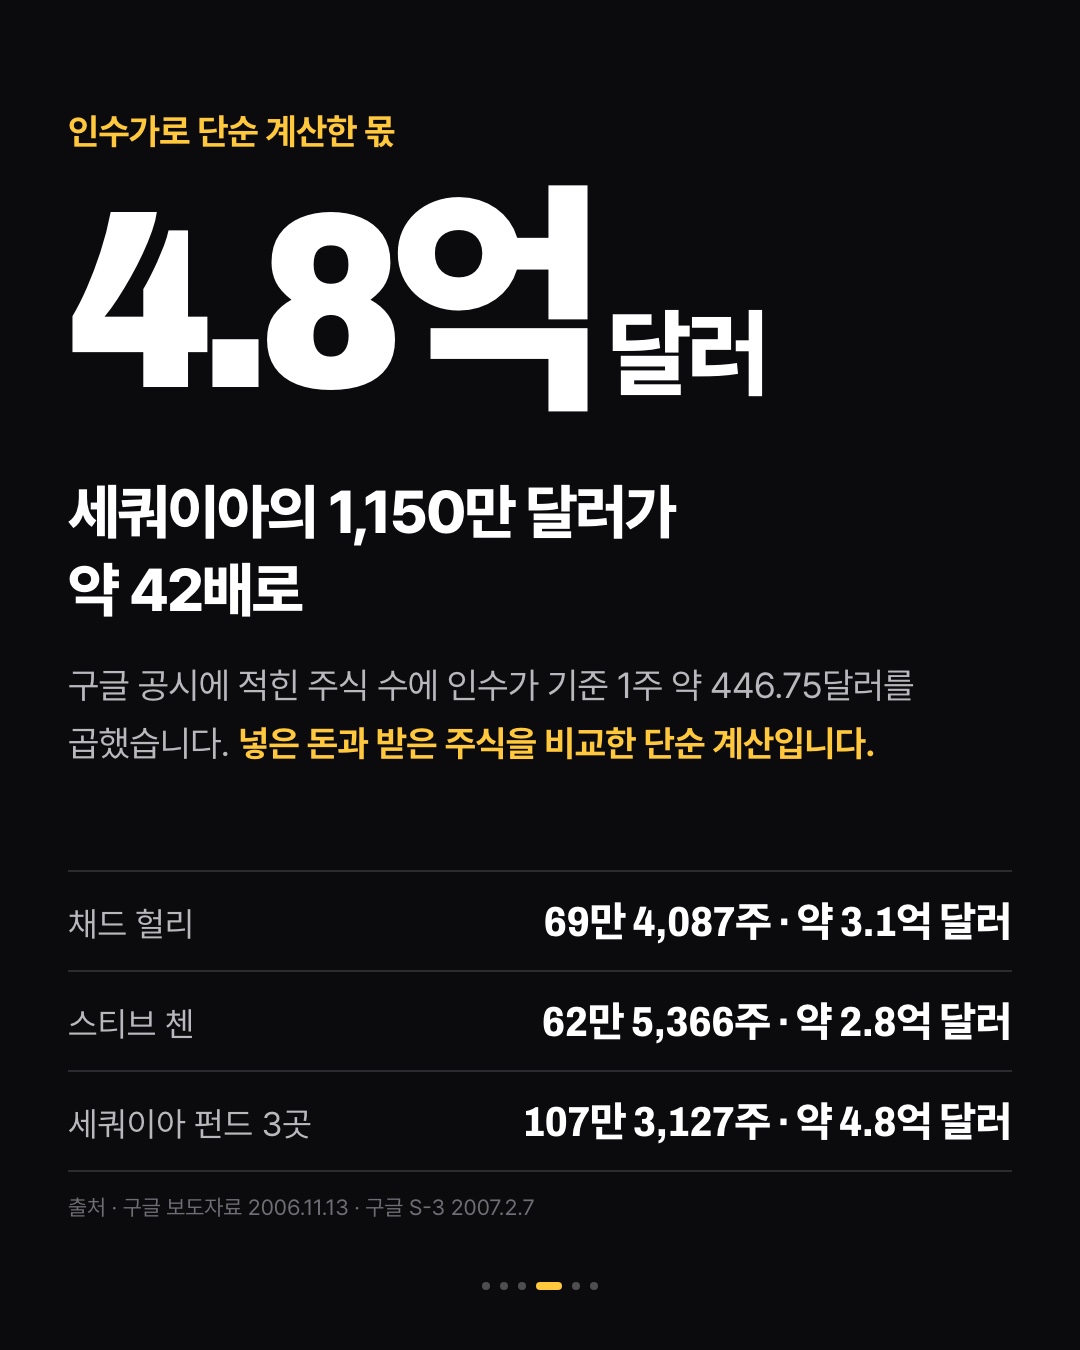 인수가로 단순 계산한 몫
4.8억 달러
세쿼이아의 1,150만 달러가
약 42배로
구글 공시에 적힌 주식 수에 인수가 기준 1주 약 446.75달러를
곱했습니다. 넣은 돈과 받은 주식을 비교한 단순 계산입니다.
채드 헐리 69만 4,087주 · 약 3.1억 달러
스티브 첸 62만 5,366주 · 약 2.8억 달러
세쿼이아 펀드 3곳 107만 3,127주 · 약 4.8억 달러
출처 · 구글 보도자료 2006.11.13 · 구글 S-3 2007.2.7